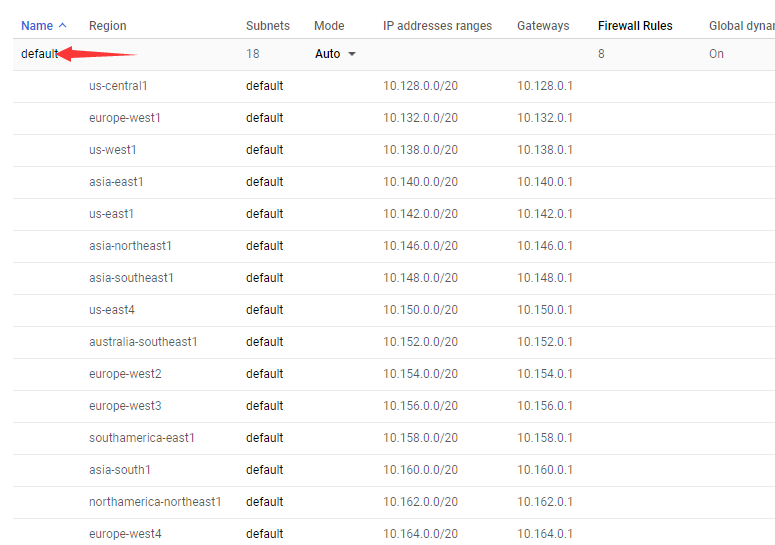 Name Region Subnets Mode IP addresses ranges Gateways Firewall Rules Global dyna
default 18 Auto 8 On
us-central1 default 10.128.0.0/20 10.128.0.1
europe-west1 default 10.132.0.0/20 10.132.0.1
us-west1 default 10.138.0.0/20 10.138.0.1
asia-east1 default 10.140.0.0/20 10.140.0.1
us-east1 default 10.142.0.0/20 10.142.0.1
asia-northeast1 default 10.146.0.0/20 10.146.0.1
asia-southeast1 default 10.148.0.0/20 10.148.0.1
us-east4 default 10.150.0.0/20 10.150.0.1
australia-southeast1 default 10.152.0.0/20 10.152.0.1
europe-west2 default 10.154.0.0/20 10.154.0.1
europe-west3 default 10.156.0.0/20 10.156.0.1
southamerica-east1 default 10.158.0.0/20 10.158.0.1
asia-south1 default 10.160.0.0/20 10.160.0.1
northamerica-northeast1 default 10.162.0.0/20 10.162.0.1
europe-west4 default 10.164.0.0/20 10.164.0.1